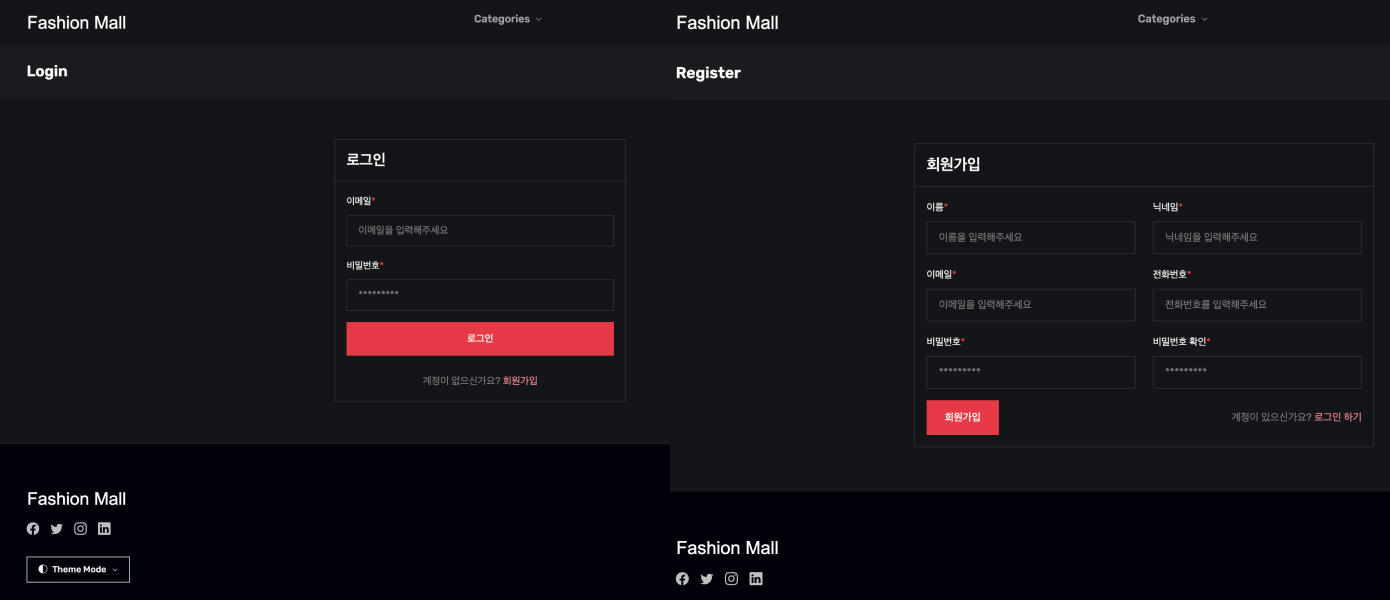 Fashion Mall
Categories
Login
로그인
이메일*
이메일을 입력해주세요
비밀번호*
*********
로그인
계정이 없으신가요? 회원가입
Fashion Mall
Theme Mode
Fashion Mall
Categories
Register
회원가입
이름*
닉네임*
이름을 입력해주세요
닉네임을 입력해주세요
이메일*
전화번호*
이메일을 입력해주세요
전화번호를 입력해주세요
비밀번호*
비밀번호 확인*
*********
*********
회원가입
계정이 있으신가요? 로그인 하기
Fashion Mall